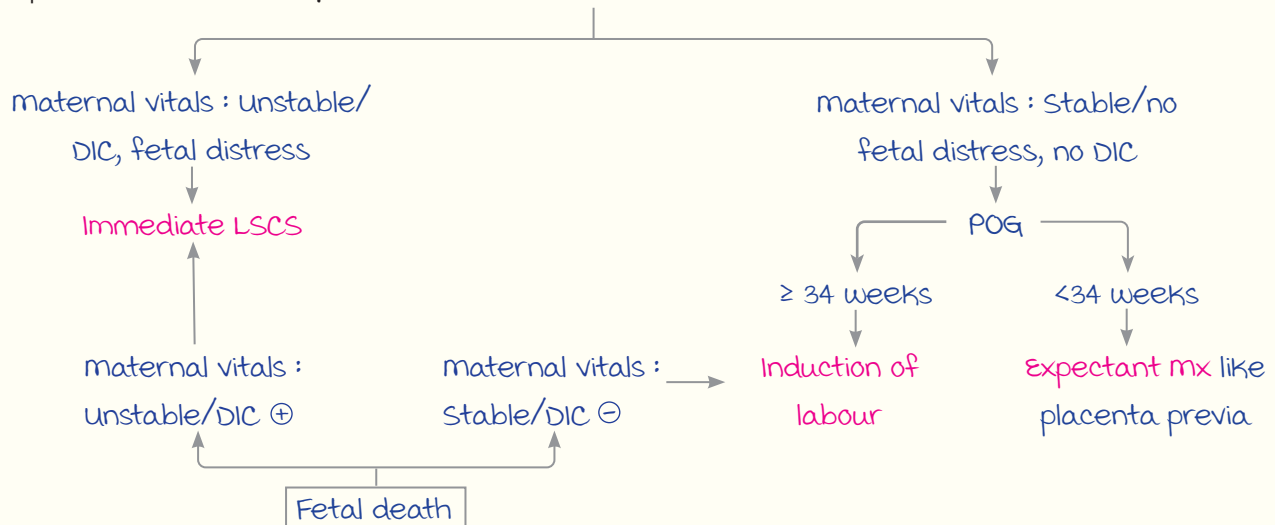 maternal vitals : Unstable/
DIC, fetal distress
Immediate LSCS
maternal vitals : Stable/no
fetal distress, no DIC
POG
≥ 34 weeks
<34 weeks
Induction of
labour
Expectant mx like
placenta previa
maternal vitals :
Unstable/DIC ⊕
maternal vitals :
Stable/DIC ⊖
Fetal death